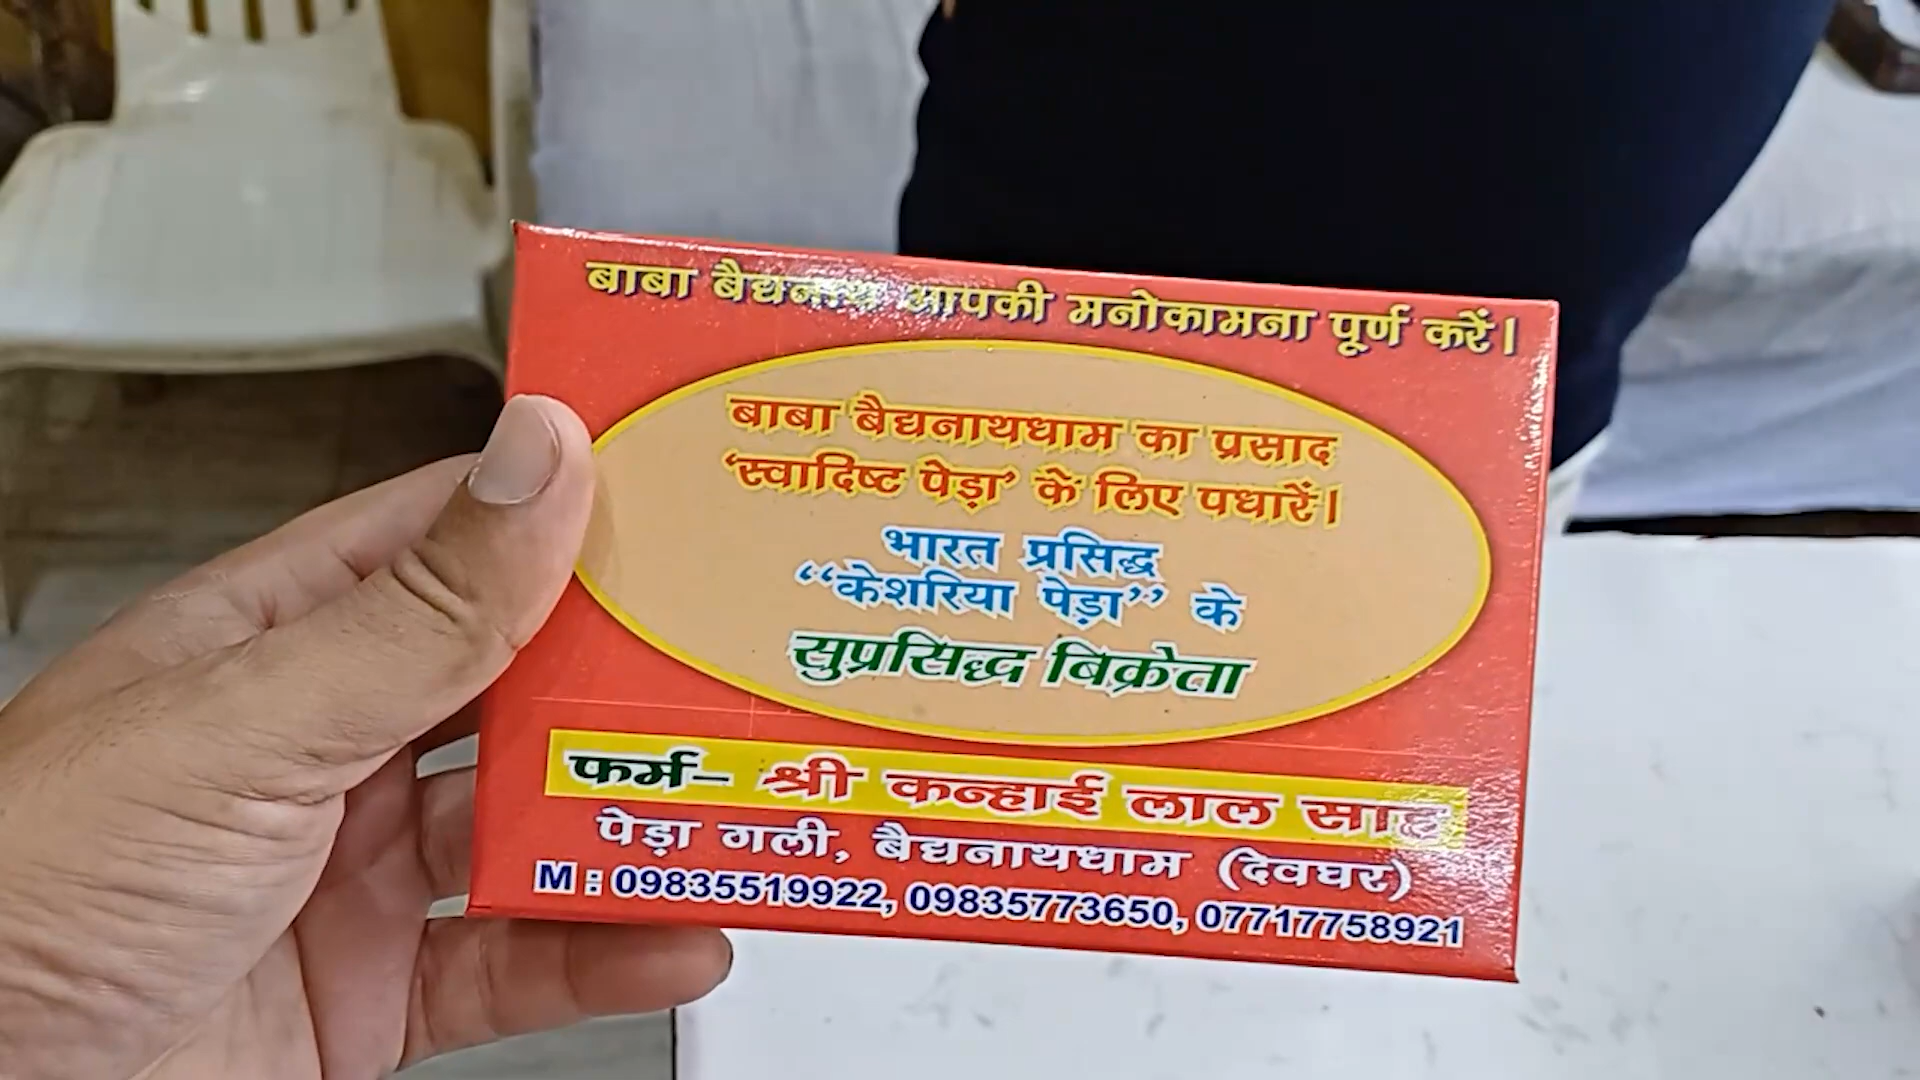 बाबा बैद्यनाथ आपकी मनोकामना पूर्ण करें।
बाबा बैद्यनाथधाम का प्रसाद
‘स्वादिष्ट पेड़ा’ के लिए पधारें।
भारत प्रसिद्ध
‘‘केशरिया पेड़ा’’ के
सुप्रसिद्ध बिक्रेता
फर्म– श्री कन्हाई लाल साह
पेड़ा गली, बैद्यनाथधाम (देवघर)
M : 09835519922, 09835773650, 07717758921